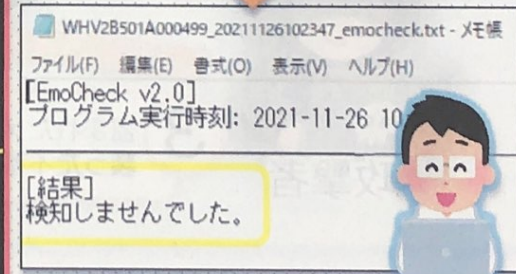 WHV2B501A000499_20211126102347_emocheck.txt - メモ帳
ファイル(F) 編集(E) 書式(O) 表示(V) ヘルプ(H)
[EmoCheck v2.0]
プログラム実行時刻: 2021-11-26 10
[結果]
検知しませんでした。